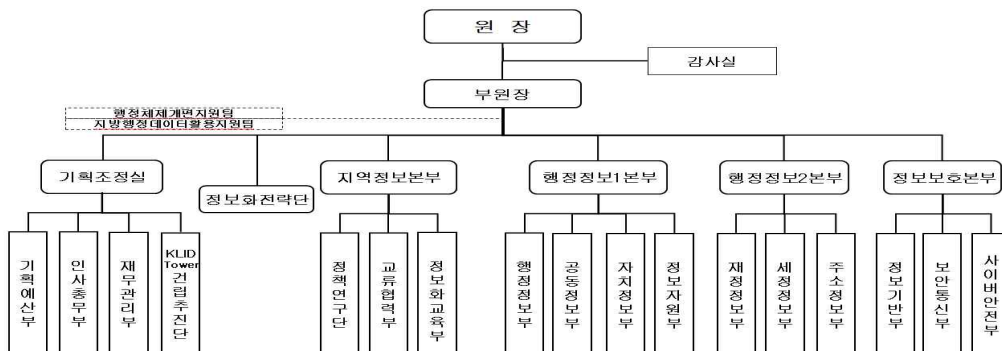 원 장
감사실
부원장
행정체제개편지원팀
지방행정데이터활용지원팀
기획조정실
정보화전략단
지역정보본부
행정정보1본부
행정정보2본부
정보보호본부
기획예산부
인사총무부
재무관리부
KLID
Tower
건립추진단
정책연구단
교류협력부
정보화교육부
행정정보부
공동정보부
자치정보부
정보자원부
재정정보부
세정정보부
주소정보부
정보기반부
보안통신부
사이버안전부